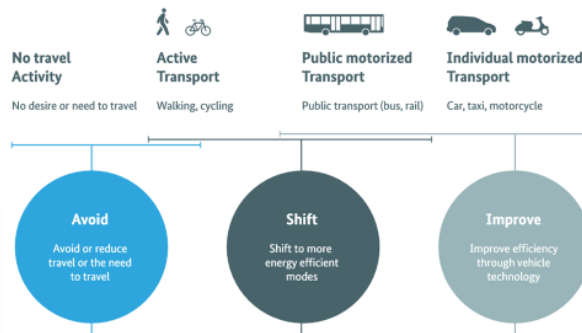 No travel
Activity
No desire or need to travel
Active
Transport
Walking, cycling
Public motorized
Transport
Public transport (bus, rail)
Individual motorized
Transport
Car, taxi, motorcycle
Avoid
Avoid or reduce
travel or the need
to travel
Shift
Shift to more
energy efficient
modes
Improve
Improve efficiency
through vehicle
technology